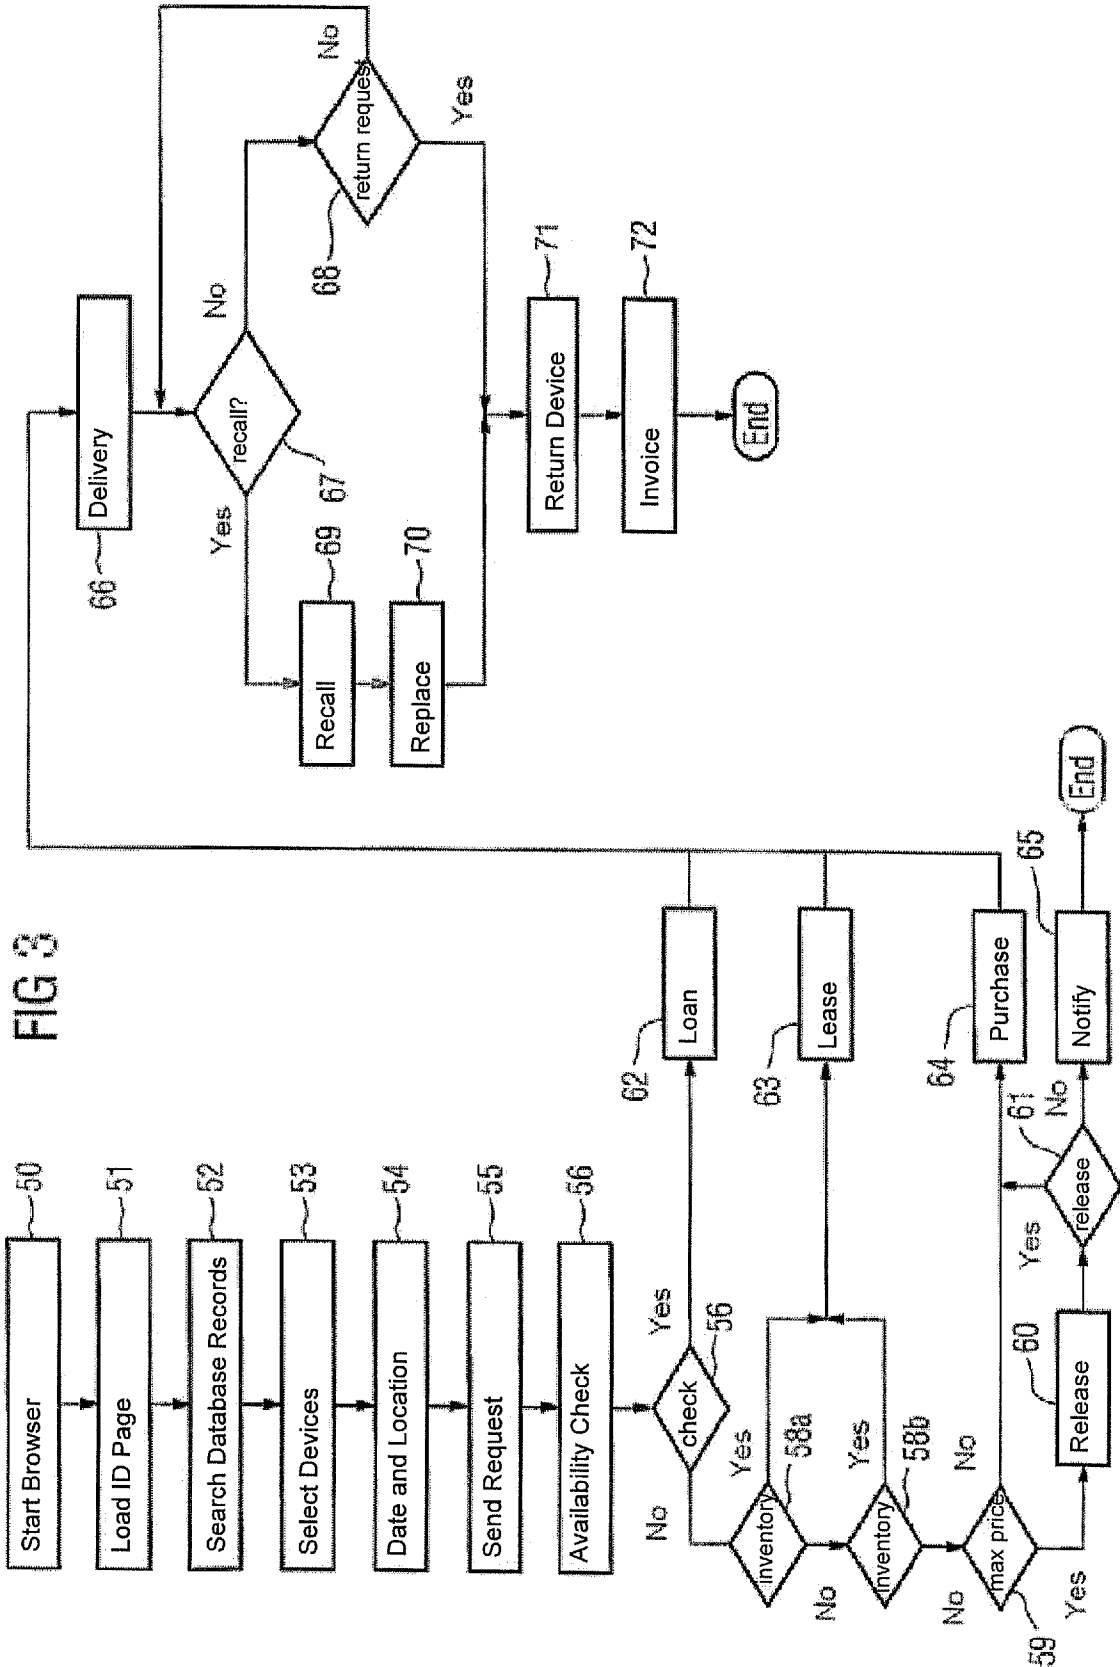 FIG 3
Start Browser
50
Load ID Page
51
Search Database Records
52
Select Devices
53
Date and Location
54
Send Request
55
Availability Check
56
check
56
Yes
No
Loan
62
inventory
58a
Yes
No
Lease
63
inventory
58b
Yes
No
max price
59
No
Yes
Purchase
64
Release
60
release
61
Yes
No
Notify
65
End
Delivery
66
recall?
67
Yes
No
return request
68
No
Yes
Recall
69
Replace
70
Return Device
71
Invoice
72
End